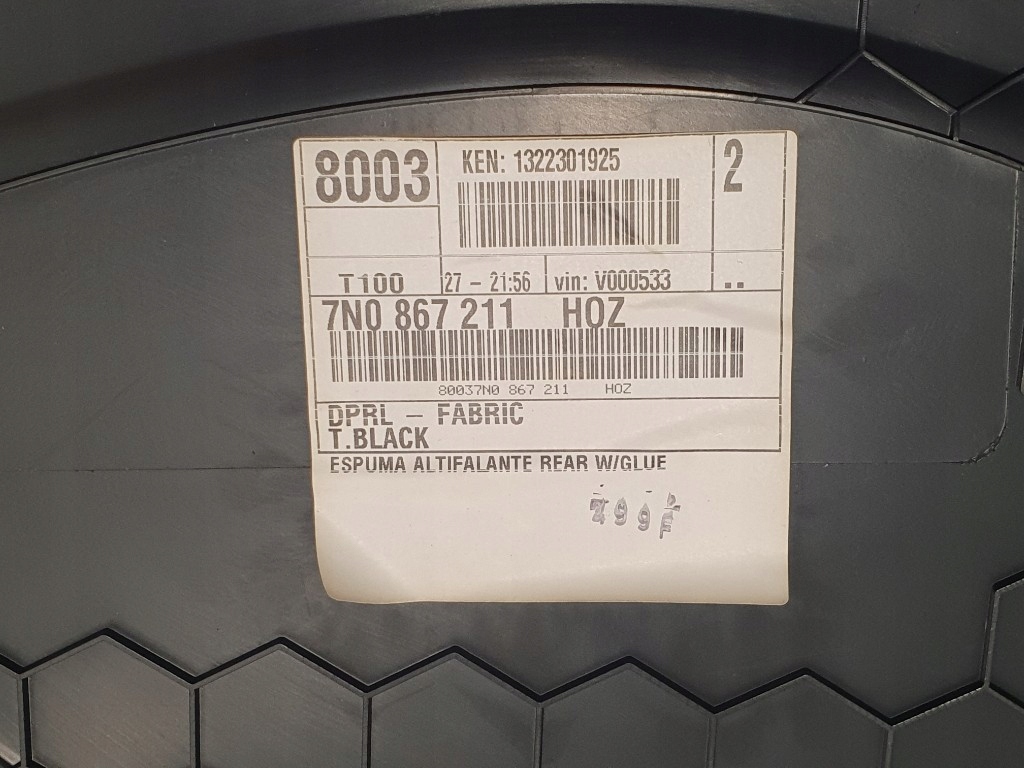 8003
KEN: 1322301925
2
T100
27 – 21:56
vin: V000533
..
7N0 867 211 HOZ
80037N0 867 211 HOZ
DPRL – FABRIC
T.BLACK
ESPUMA ALTIFALANTE REAR W/GLUE